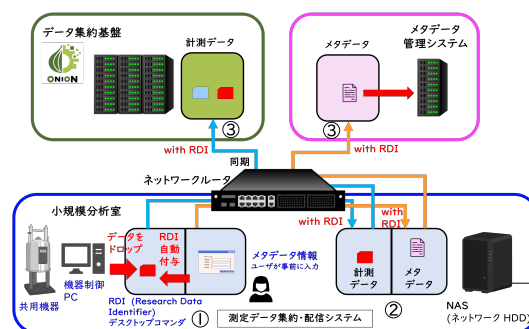 データ集約基盤
ONION
計測データ
③
with RDI
メタデータ
メタデータ
管理システム
③
with RDI
同期
ネットワークルータ
小規模分析室
with RDI
with
RDI
データを
ドロップ
RDI
自動
付与
共用機器
機器制御
PC
RDI (Research Data
Identifier)
デスクトップコマンダ
①
メタデータ情報
ユーザが事前に入力
計測
データ
メタ
データ
②
測定データ集約・配信システム
NAS
(ネットワーク HDD)